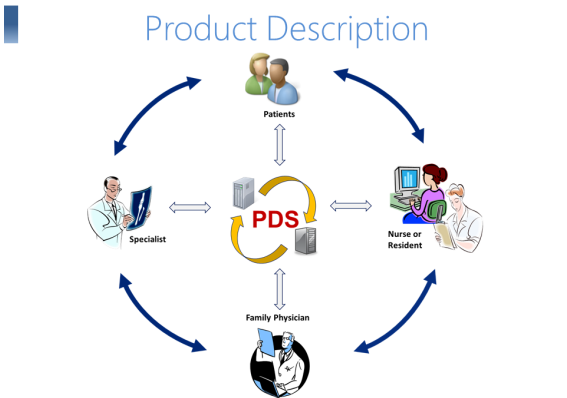 Product Description
Patients
PDS
Specialist
Nurse or
Resident
Family Physician